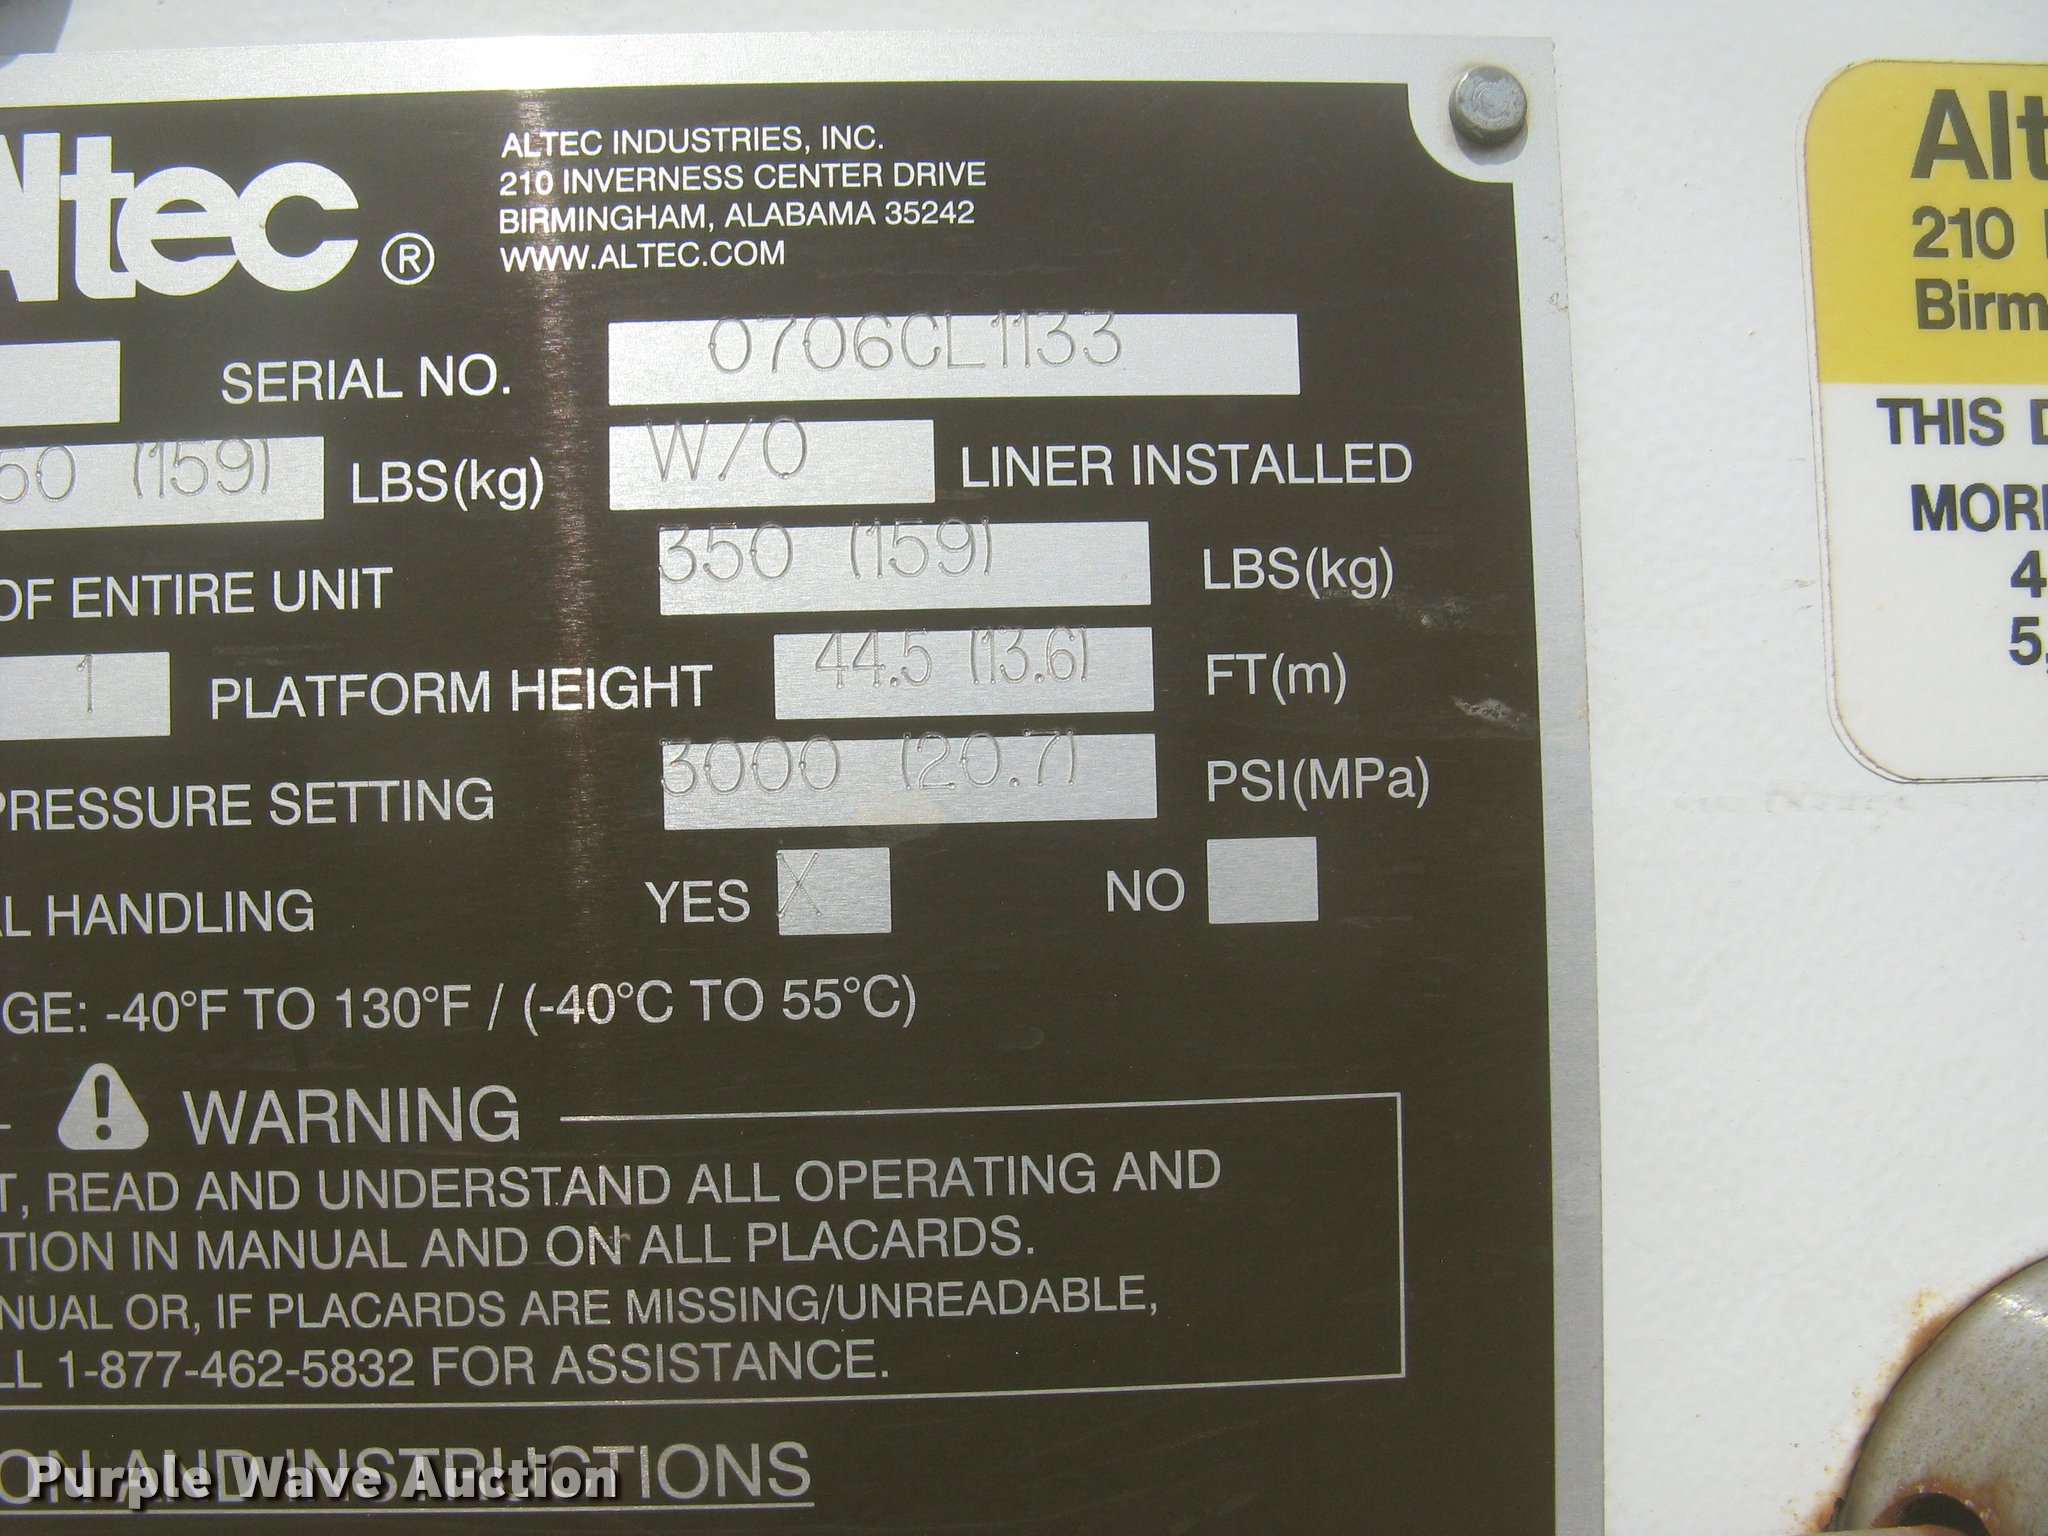 Altec ®
ALTEC INDUSTRIES, INC.
210 INVERNESS CENTER DRIVE
BIRMINGHAM, ALABAMA 35242
WWW.ALTEC.COM
SERIAL NO. 0706CL1133
50 (159) LBS(kg) W/O LINER INSTALLED
OF ENTIRE UNIT 350 (159) LBS(kg)
1 PLATFORM HEIGHT 44.5 (13.6) FT(m)
PRESSURE SETTING 3000 (20.7) PSI(MPa)
L HANDLING YES X NO
GE: -40°F TO 130°F / (-40°C TO 55°C)
WARNING
T, READ AND UNDERSTAND ALL OPERATING AND
TION IN MANUAL AND ON ALL PLACARDS.
NUAL OR, IF PLACARDS ARE MISSING/UNREADABLE,
LL 1-877-462-5832 FOR ASSISTANCE.
ON AND INSTRUCTIONS
Purple Wave Auction
Alt
210
Birm
THIS D
MOR
4
5,